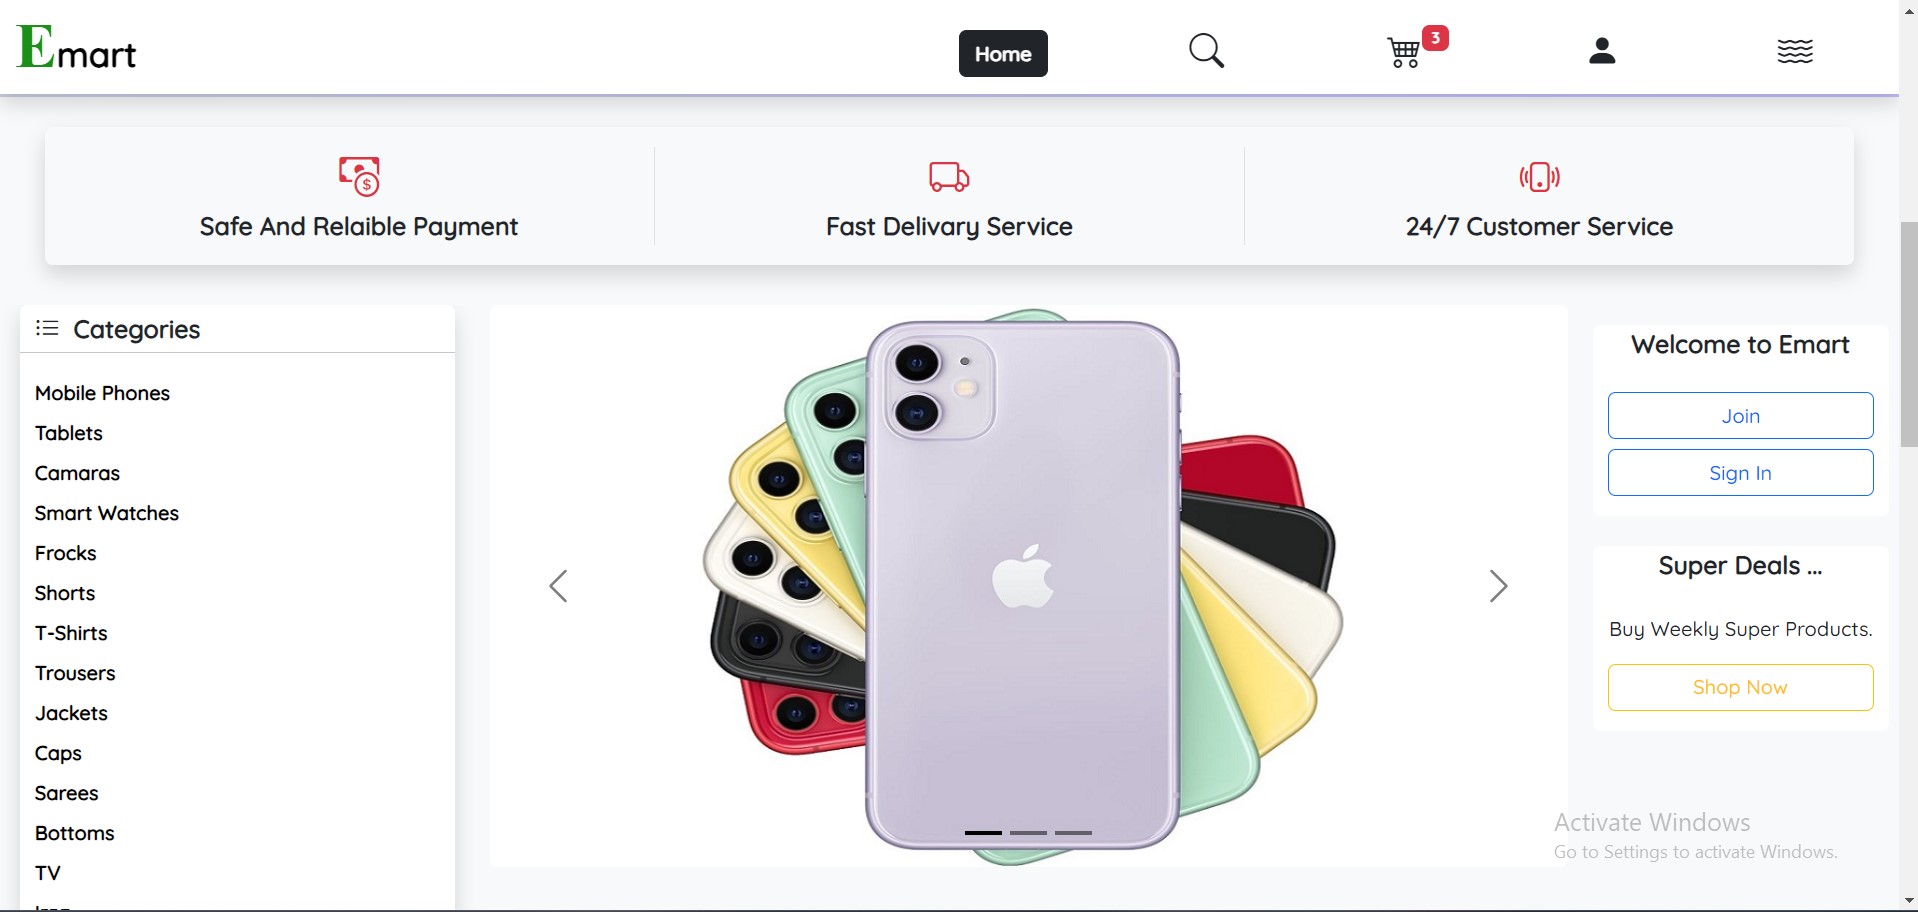 Emart
Home
3
Safe And Relaible Payment
Fast Delivary Service
24/7 Customer Service
Categories
Mobile Phones
Tablets
Camaras
Smart Watches
Frocks
Shorts
T-Shirts
Trousers
Jackets
Caps
Sarees
Bottoms
TV
Welcome to Emart
Join
Sign In
Super Deals ...
Buy Weekly Super Products.
Shop Now
Activate Windows
Go to Settings to activate Windows.